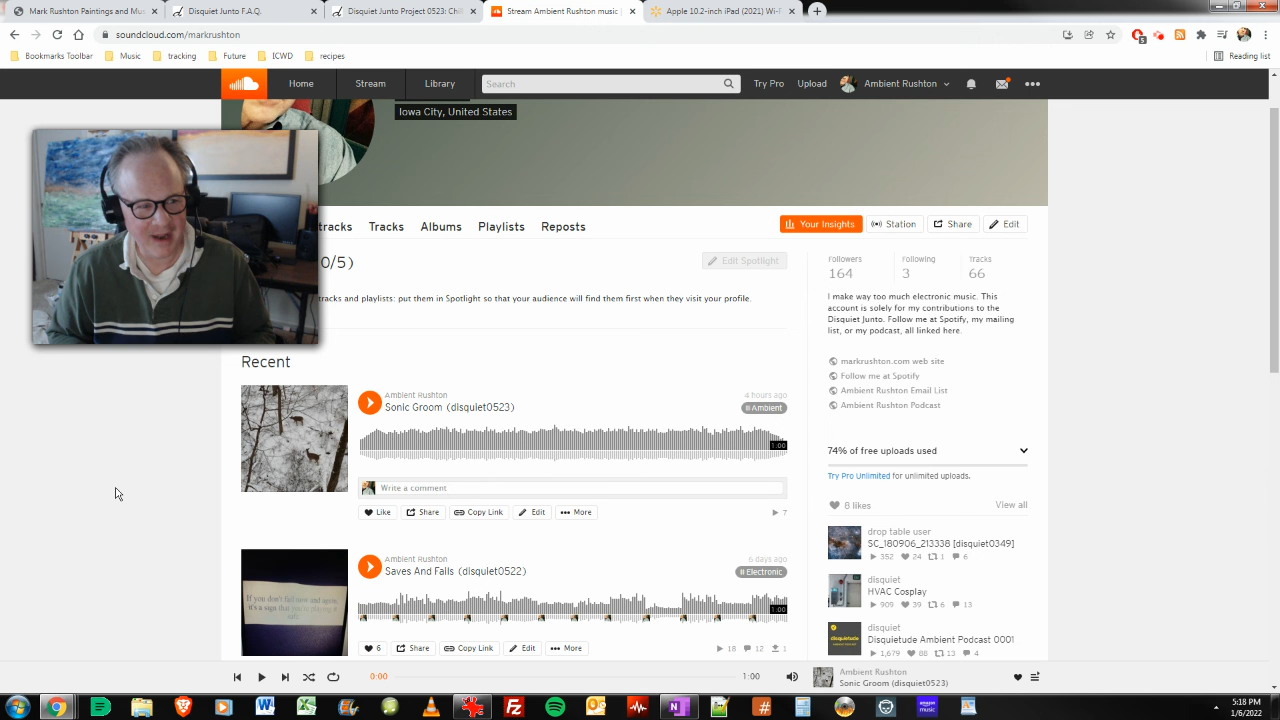 Mark Rushton Paintings and Mus
Disquiet Junto F.A.Q.
Disquiet Junto Project 0523: Chil
Stream Ambient Rushton music |
Apple 10.2-inch iPad (2021) Wi-F
soundcloud.com/markrushton
Bookmarks Toolbar
Music
tracking
Future
ICWD
recipes
Reading list
Home
Stream
Library
Search
Try Pro
Upload
Ambient Rushton
Iowa City, United States
tracks
Tracks
Albums
Playlists
Reposts
Your Insights
Station
Share
Edit
0/5)
Edit Spotlight
tracks and playlists: put them in Spotlight so that your audience will find them first when they visit your profile.
Followers
164
Following
3
Tracks
66
I make way too much electronic music. This
account is solely for my contributions to the
Disquiet Junto. Follow me at Spotify, my mailing
list, or my podcast, all linked here.
markrushton.com web site
Follow me at Spotify
Ambient Rushton Email List
Ambient Rushton Podcast
Recent
Ambient Rushton
Sonic Groom (disquiet0523)
4 hours ago
Ambient
1:00
Write a comment
Like
Share
Copy Link
Edit
More
7
Ambient Rushton
Saves And Falls (disquiet0522)
6 days ago
Electronic
1:00
If you don't fall now and again,
it's a sign that you're playing it
safe.
6
Share
Copy Link
Edit
More
18
12
1
74% of free uploads used
Try Pro Unlimited for unlimited uploads.
8 likes
View all
drop table user
SC_180906_213338 [disquiet0349]
352
24
1
6
disquiet
HVAC Cosplay
909
39
6
13
disquiet
Disquietude Ambient Podcast 0001
1,679
88
13
4
0:00
1:00
Ambient Rushton
Sonic Groom (disquiet0523)
5:18 PM
1/6/2022